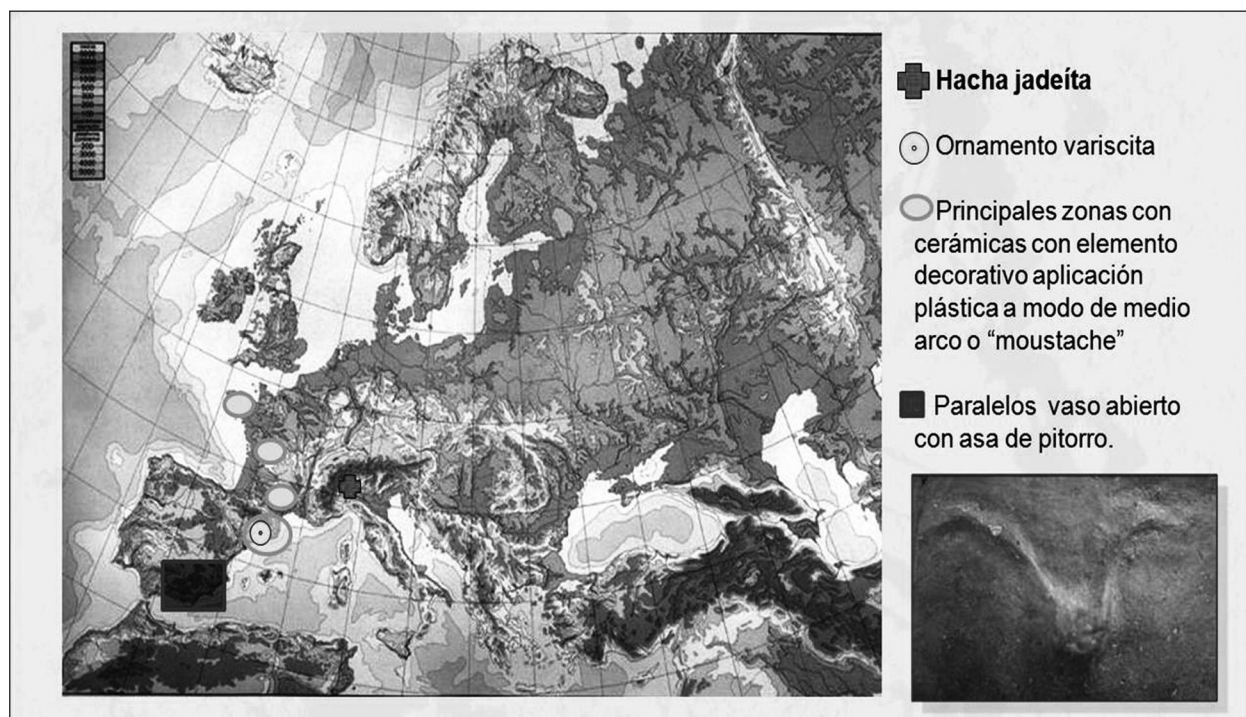 Hacha jadeíta
Ornamento variscita
Principales zonas con
cerámicas con elemento
decorativo aplicación
plástica a modo de medio
arco o “moustache”
Paralelos vaso abierto
con asa de pitorro.